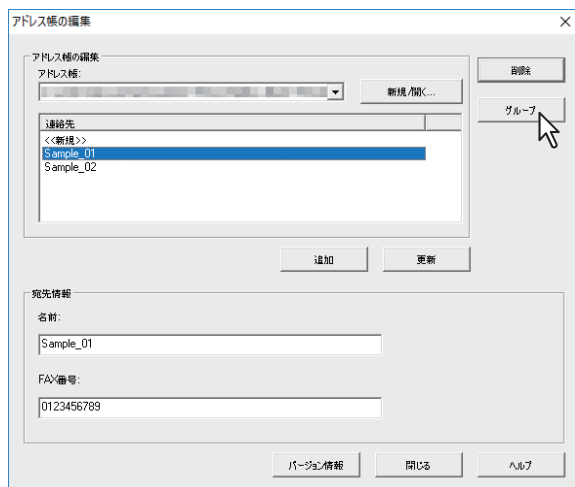 アドレス帳の編集
アドレス帳の編集
アドレス帳:
新規/開く...
削除
グループ
連絡先
<<新規>>
Sample_01
Sample_02
追加
更新
宛先情報
名前:
Sample_01
FAX番号:
0123456789
バージョン情報
閉じる
ヘルプ